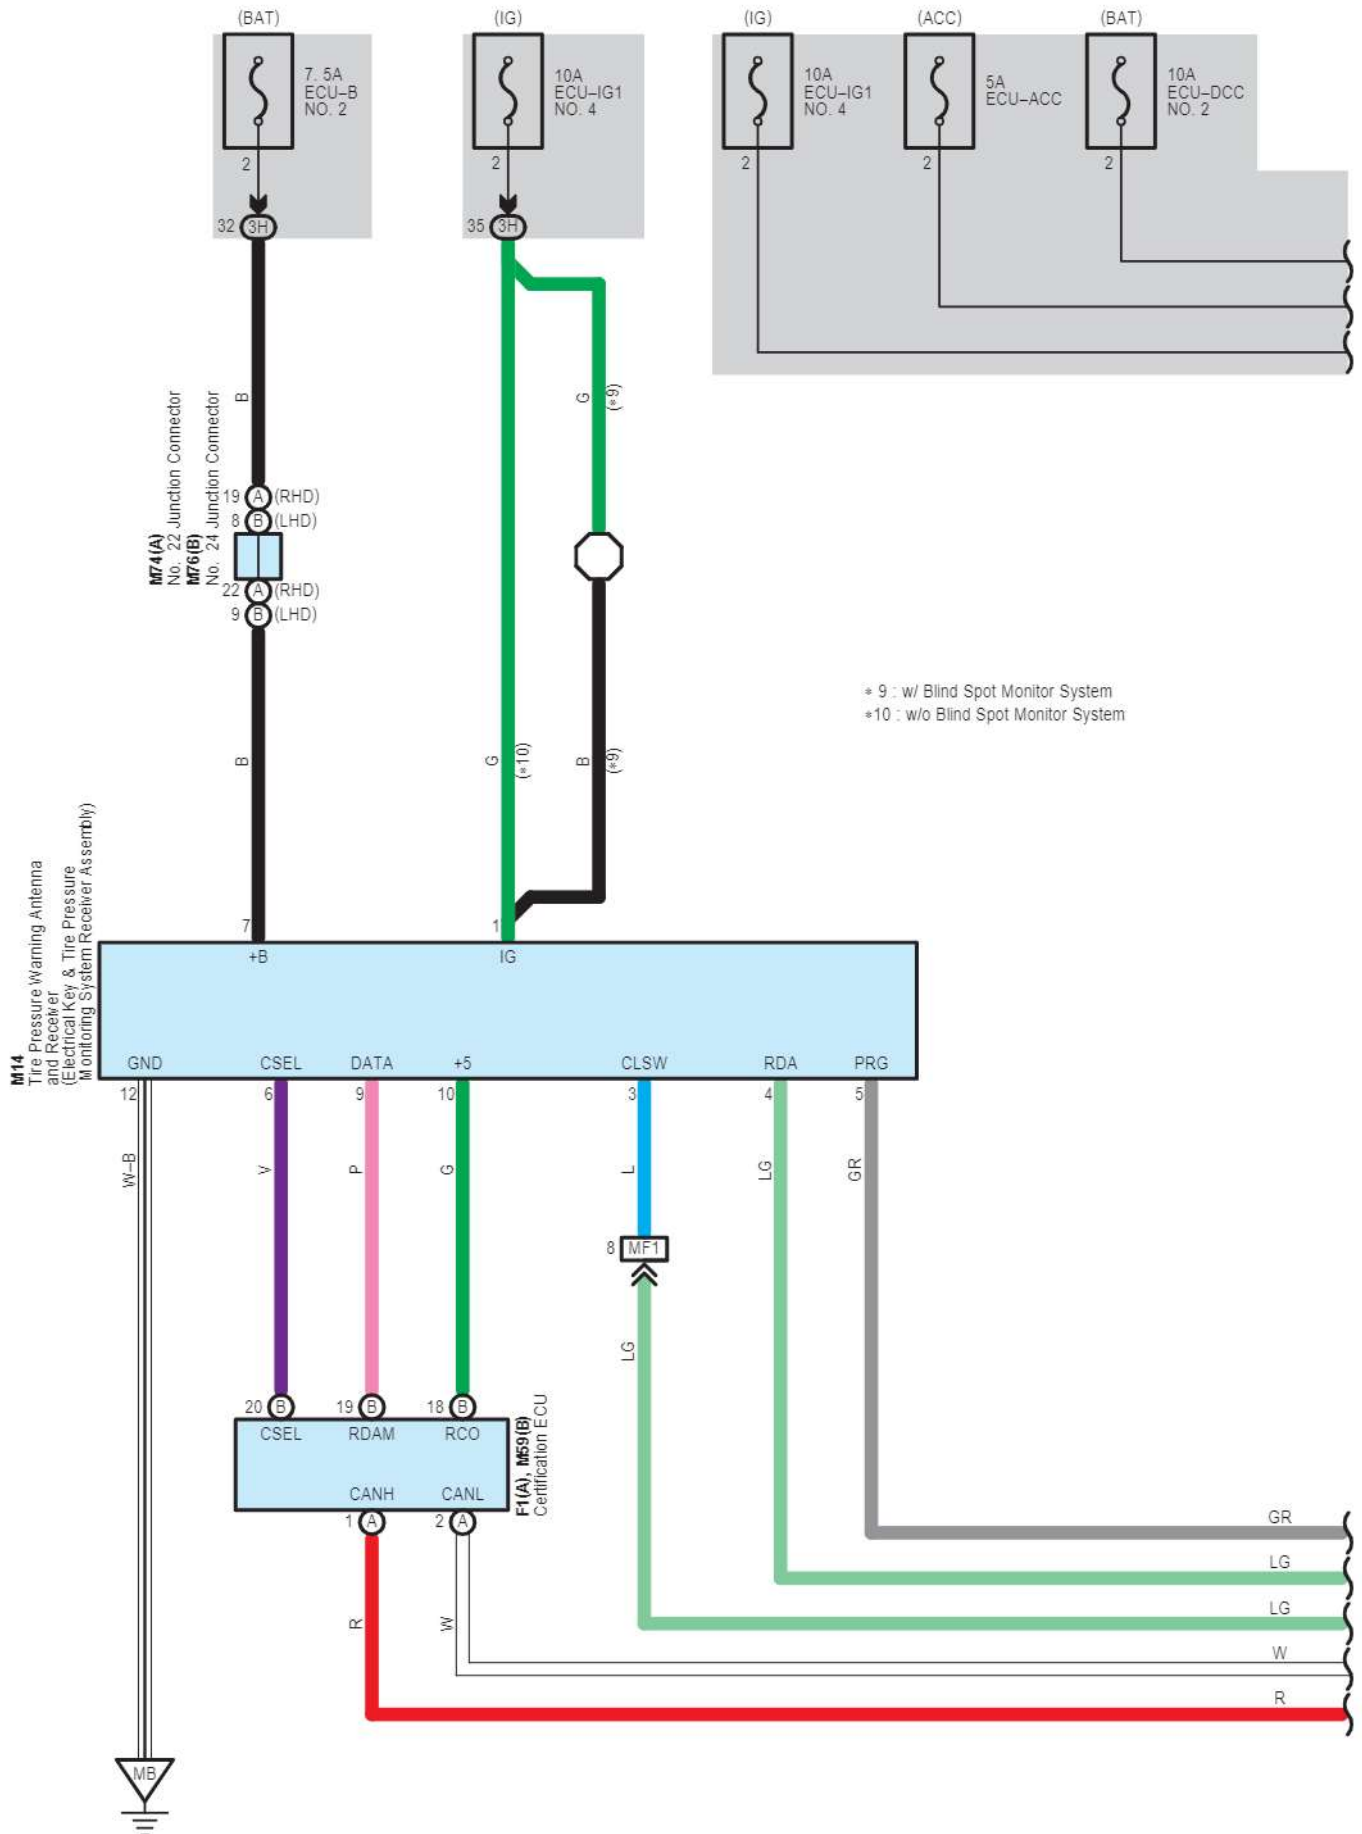 (BAT)
(IG)
(IG)
(ACC)
(BAT)
7. 5A
ECU–B
NO. 2
10A
ECU–IG1
NO. 4
10A
ECU–IG1
NO. 4
5A
ECU–ACC
10A
ECU–DCC
NO. 2
2
2
2
2
2
32 3H
35 3H
B
G
(∗9)
M74(A)
No. 22 Junction Connector
M76(B)
No. 24 Junction Connector
19 A (RHD)
8 B (LHD)
22 A (RHD)
9 B (LHD)
∗ 9 : w/ Blind Spot Monitor System
∗10 : w/o Blind Spot Monitor System
B
G
(∗10)
B
(∗9)
7
1
+B
IG
M14
Tire Pressure Warning Antenna
and Receiver
(Electrical Key & Tire Pressure
Monitoring System Receiver Assembly)
GND
CSEL
DATA
+5
CLSW
RDA
PRG
12
6
9
10
3
4
5
W–B
V
P
G
L
LG
GR
8 MF1
LG
20 B
19 B
18 B
CSEL
RDAM
RCO
CANH
CANL
F1(A), M59(B)
Certification ECU
1 A
2 A
R
W
GR
LG
LG
W
R
MB